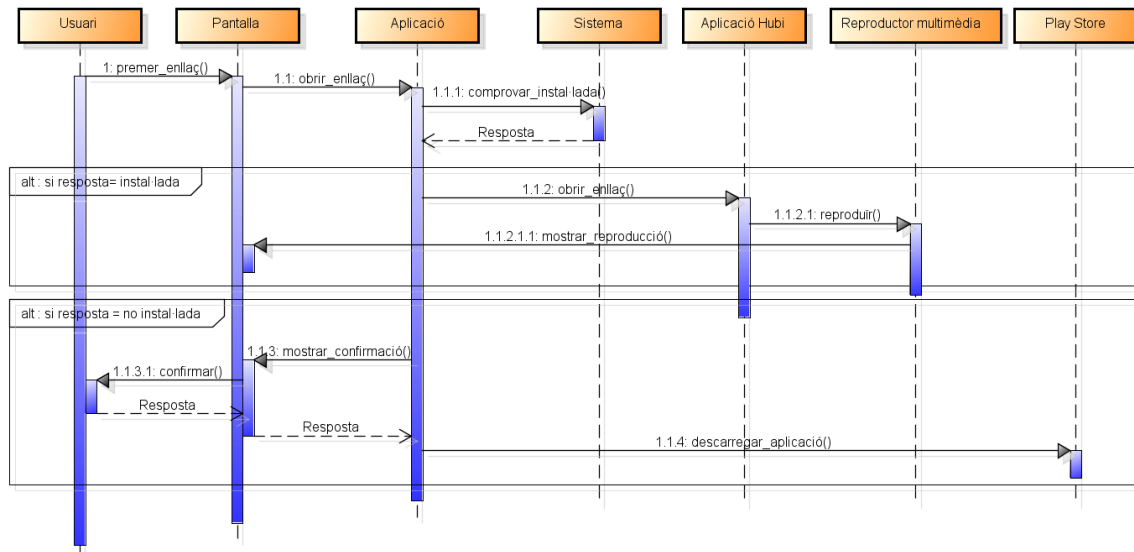 Usuari
Pantalla
Aplicació
Sistema
Aplicació Hubi
Reproductor multimèdia
Play Store
1: premer_enllaç()
1.1: obrir_enllaç()
1.1.1: comprovar_instal·lada()
Resposta
alt : si resposta= instal·lada
1.1.2: obrir_enllaç()
1.1.2.1: reproduïr()
1.1.2.1.1: mostrar_reproducció()
alt : si resposta = no instal·lada
1.1.3: mostrar_confirmació()
1.1.3.1: confirmar()
Resposta
Resposta
1.1.4: descarregar_aplicació()